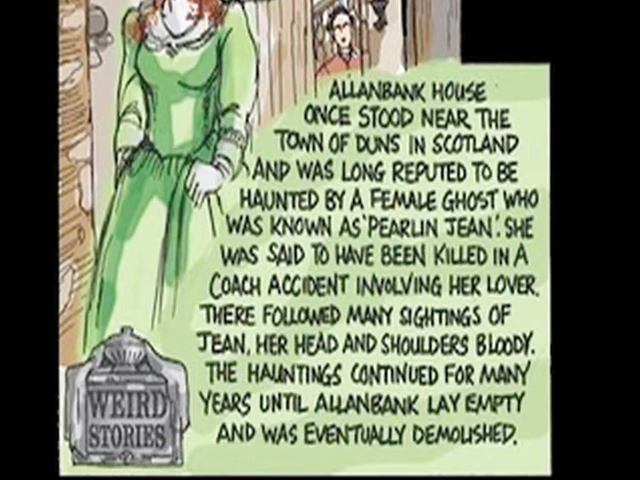 ALLANBANK HOUSE
ONCE STOOD NEAR THE
TOWN OF DUNS IN SCOTLAND
AND WAS LONG REPUTED TO BE
HAUNTED BY A FEMALE GHOST WHO
WAS KNOWN AS 'PEARLIN JEAN'. SHE
WAS SAID TO HAVE BEEN KILLED IN A
COACH ACCIDENT INVOLVING HER LOVER.
THERE FOLLOWED MANY SIGHTINGS OF
JEAN, HER HEAD AND SHOULDERS BLOODY.
THE HAUNTINGS CONTINUED FOR MANY
YEARS UNTIL ALLANBANK LAY EMPTY
AND WAS EVENTUALLY DEMOLISHED.
WEIRD
STORIES